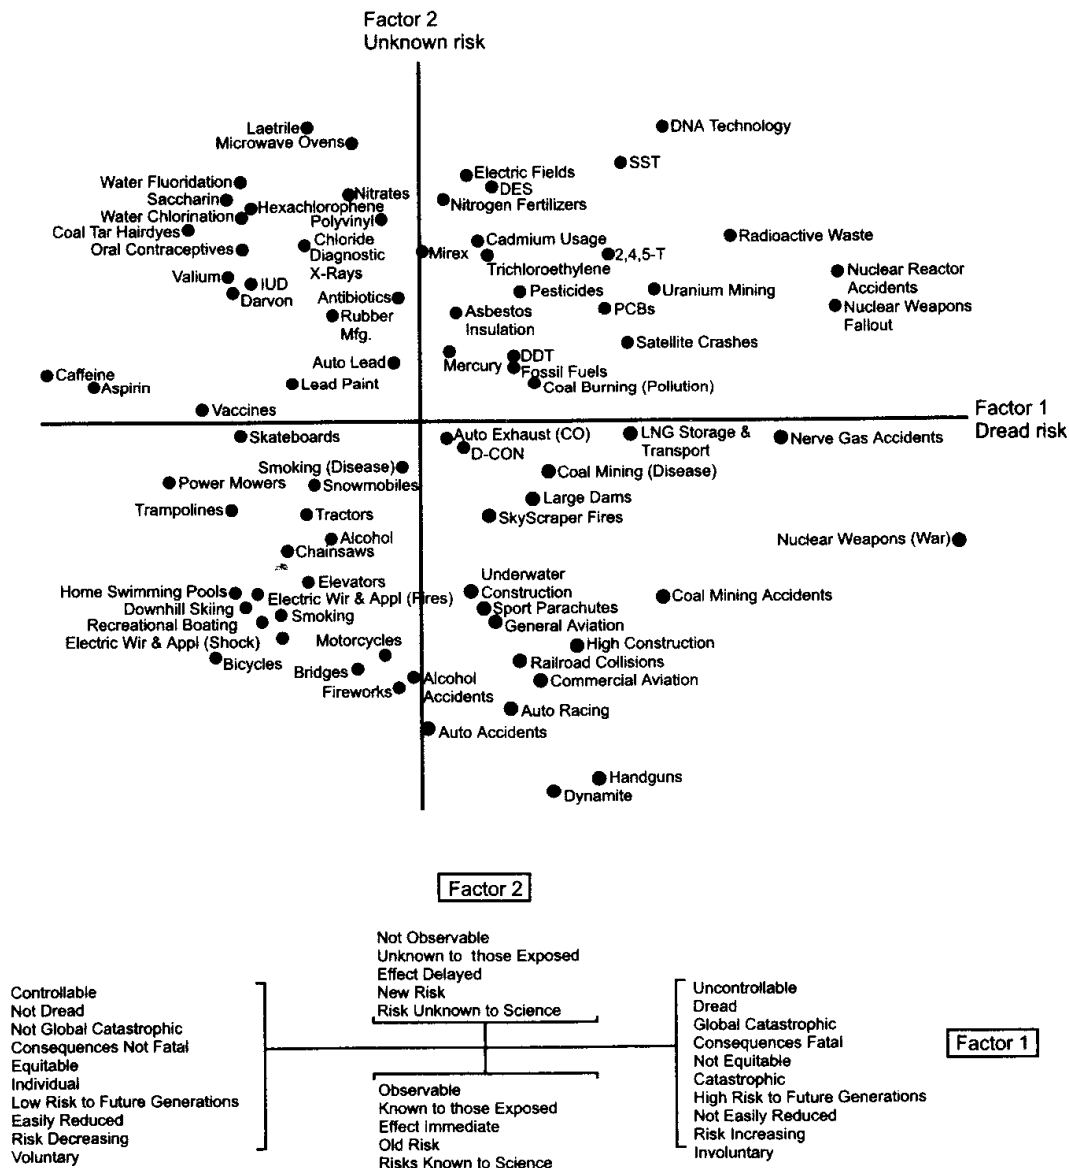 Factor 2
Unknown risk
Laetrile
Microwave Ovens
DNA Technology
SST
Electric Fields
DES
Nitrogen Fertilizers
Water Fluoridation
Saccharin
Nitrates
Hexachlorophene
Water Chlorination
Polyvinyl
Coal Tar Hairdyes
Oral Contraceptives
Chloride
Diagnostic
X-Rays
Mirex
Cadmium Usage
Trichloroethylene
2,4,5-T
Radioactive Waste
Nuclear Reactor
Accidents
Valium
IUD
Darvon
Antibiotics
Rubber
Mfg.
Pesticides
Uranium Mining
Asbestos
Insulation
PCBs
Nuclear Weapons
Fallout
Satellite Crashes
Auto Lead
Mercury
DDT
Fossil Fuels
Coal Burning (Pollution)
Caffeine
Aspirin
Lead Paint
Vaccines
Factor 1
Dread risk
Skateboards
Auto Exhaust (CO)
D-CON
LNG Storage &
Transport
Nerve Gas Accidents
Smoking (Disease)
Coal Mining (Disease)
Power Mowers
Snowmobiles
Large Dams
Trampolines
Tractors
SkyScraper Fires
Alcohol
Chainsaws
Nuclear Weapons (War)
Elevators
Underwater
Construction
Home Swimming Pools
Electric Wir & Appl (Fires)
Coal Mining Accidents
Downhill Skiing
Smoking
Sport Parachutes
Recreational Boating
General Aviation
Electric Wir & Appl (Shock)
Motorcycles
High Construction
Bicycles
Bridges
Railroad Collisions
Fireworks
Alcohol
Accidents
Commercial Aviation
Auto Racing
Auto Accidents
Handguns
Dynamite
Factor 2
Not Observable
Unknown to those Exposed
Effect Delayed
New Risk
Risk Unknown to Science
Controllable
Not Dread
Not Global Catastrophic
Consequences Not Fatal
Equitable
Individual
Low Risk to Future Generations
Easily Reduced
Risk Decreasing
Voluntary
Uncontrollable
Dread
Global Catastrophic
Consequences Fatal
Not Equitable
Catastrophic
High Risk to Future Generations
Not Easily Reduced
Risk Increasing
Involuntary
Factor 1
Observable
Known to those Exposed
Effect Immediate
Old Risk
Risks Known to Science